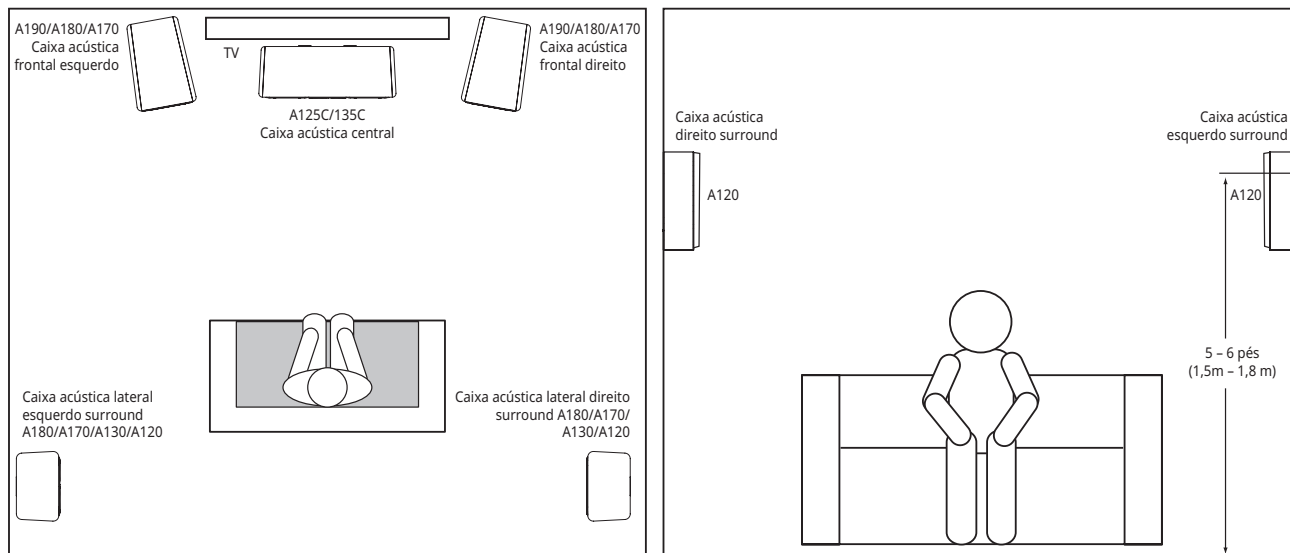 A190/A180/A170
Caixa acústica
frontal esquerdo
TV
A190/A180/A170
Caixa acústica
frontal direito
A125C/135C
Caixa acústica central
Caixa acústica lateral
esquerdo surround
A180/A170/A130/A120
Caixa acústica lateral direito
surround A180/A170/
A130/A120
Caixa acústica
direito surround
A120
Caixa acústica
esquerdo surround
A120
5 – 6 pés
(1,5m – 1,8 m)